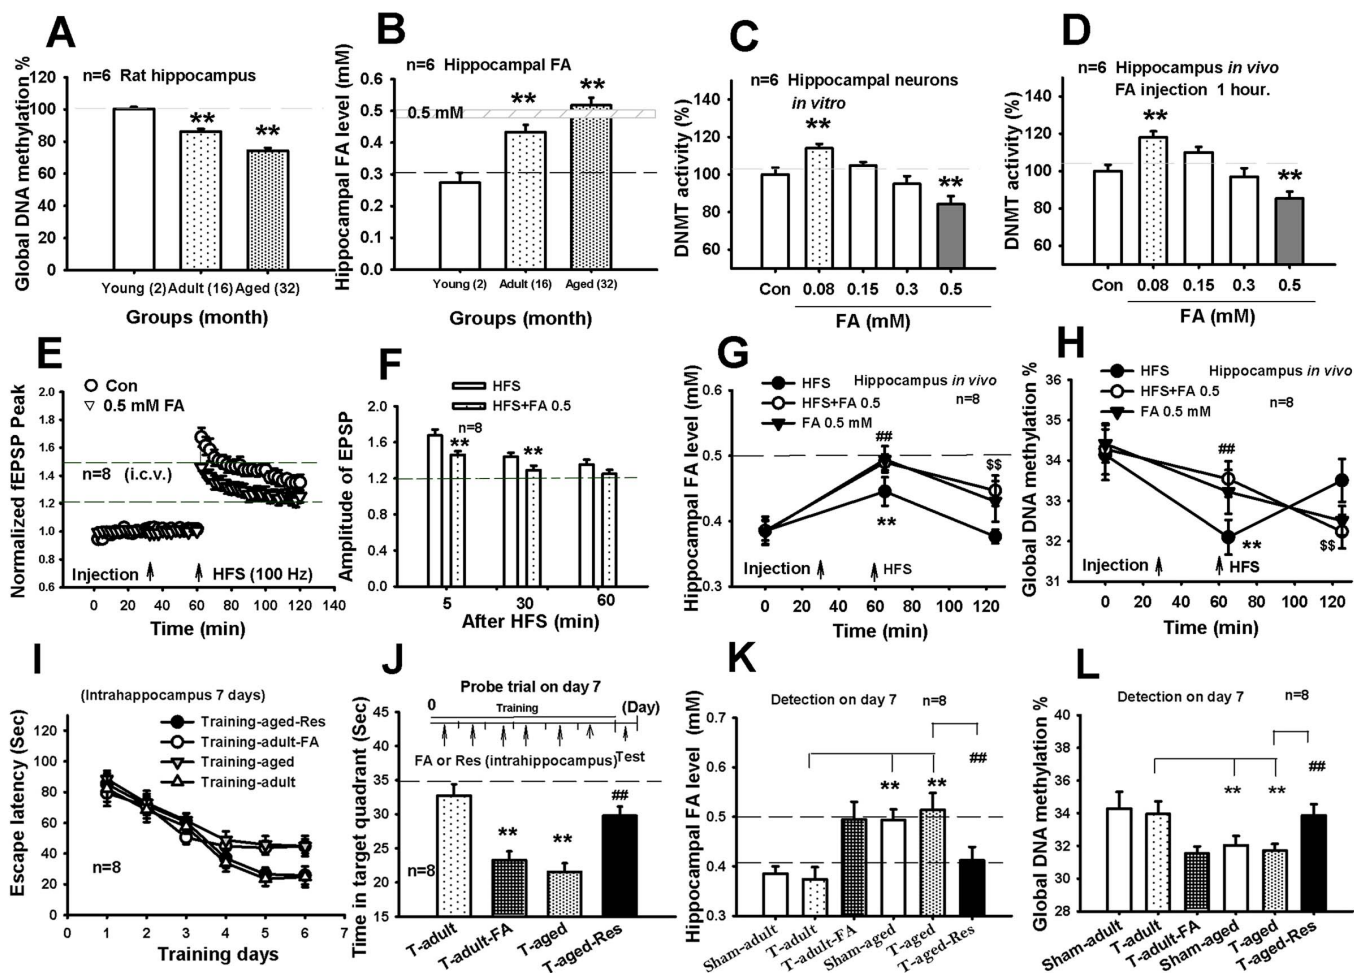 A
n=6 Rat hippocampus
Global DNA methylation %
120
100
80
60
40
20
0
**
**
Young (2) Adult (16) Aged (32)
Groups (month)
B
n=6 Hippocampal FA
Hippocampal FA level (mM)
0.6
0.5
0.4
0.3
0.2
0.1
0.0
0.5 mM
**
**
Young (2) Adult (16) Aged (32)
Groups (month)
C
n=6 Hippocampal neurons
in vitro
DNMT activity (%)
140
120
100
80
60
**
**
Con 0.08 0.15 0.3 0.5
FA (mM)
D
n=6 Hippocampus in vivo
FA injection 1 hour.
DNMT activity (%)
140
120
100
80
60
**
**
Con 0.08 0.15 0.3 0.5
FA (mM)
E
Con
0.5 mM FA
Normalized fEPSP Peak
2.0
1.8
1.6
1.4
1.2
1.0
0.8
0.6
n=8 (i.c.v.)
Injection
HFS (100 Hz)
0 20 40 60 80 100 120 140
Time (min)
F
HFS
HFS+FA 0.5
n=8
Amplitude of EPSP
2.0
1.6
1.2
0.8
0.4
0.0
**
**
5 30 60
After HFS (min)
G
HFS
HFS+FA 0.5
FA 0.5 mM
Hippocampus in vivo
n=8
Hippocampal FA level (mM)
0.6
0.5
0.4
0.3
##
**
$$
Injection
HFS
0 20 40 60 80 100 120
Time (min)
H
HFS
HFS+FA 0.5
FA 0.5 mM
Hippocampus in vivo
n=8
Global DNA methylation %
36
35
34
33
32
31
##
**
$$
Injection
HFS
0 20 40 60 80 100 120
Time (min)
I
(Intrahappocampus 7 days)
Training-aged-Res
Training-adult-FA
Training-aged
Training-adult
Escape latency (Sec)
120
100
80
60
40
20
0
n=8
0 1 2 3 4 5 6 7
Training days
J
Probe trial on day 7
0 Training (Day)
FA or Res (intrahippocampus) Test
Time in target quadrant (Sec)
45
40
35
30
25
20
15
**
**
##
n=8
T-adult
T-adult-FA
T-aged
T-aged-Res
K
Detection on day 7 n=8
Hippocampal FA level (mM)
0.7
0.6
0.5
0.4
0.3
**
**
##
Sham-adult
T-adult
T-adult-FA
Sham-aged
T-aged
T-aged-Res
L
Detection on day 7
n=8
Global DNA methylation %
40
38
36
34
32
30
28
**
**
##
Sham-adult
T-adult
T-adult-FA
Sham-aged
T-aged
T-aged-Res